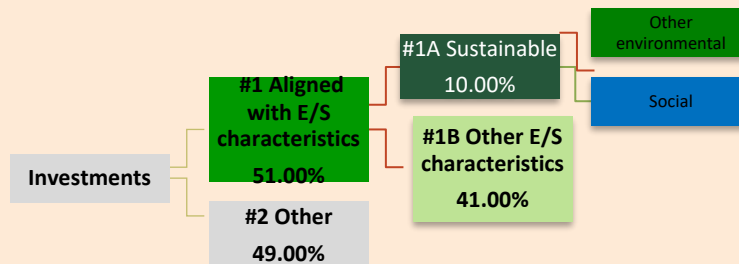 Investments
#1 Aligned
with E/S
characteristics
51.00%
#2 Other
49.00%
#1A Sustainable
10.00%
#1B Other E/S
characteristics
41.00%
Other
environmental
Social